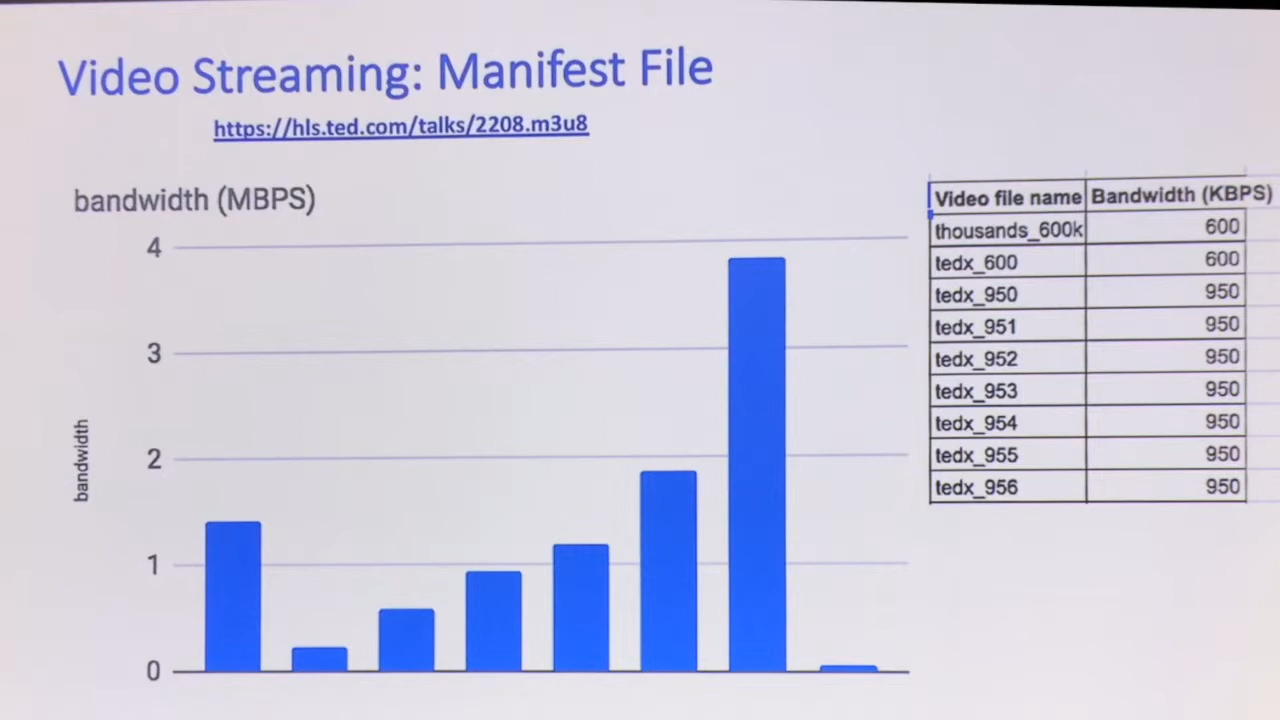 Video Streaming: Manifest File
https://hls.ted.com/talks/2208.m3u8
bandwidth (MBPS)
4
3
2
1
0
bandwidth
Video file name Bandwidth (KBPS)
thousands_600k 600
tedx_600 600
tedx_950 950
tedx_951 950
tedx_952 950
tedx_953 950
tedx_954 950
tedx_955 950
tedx_956 950